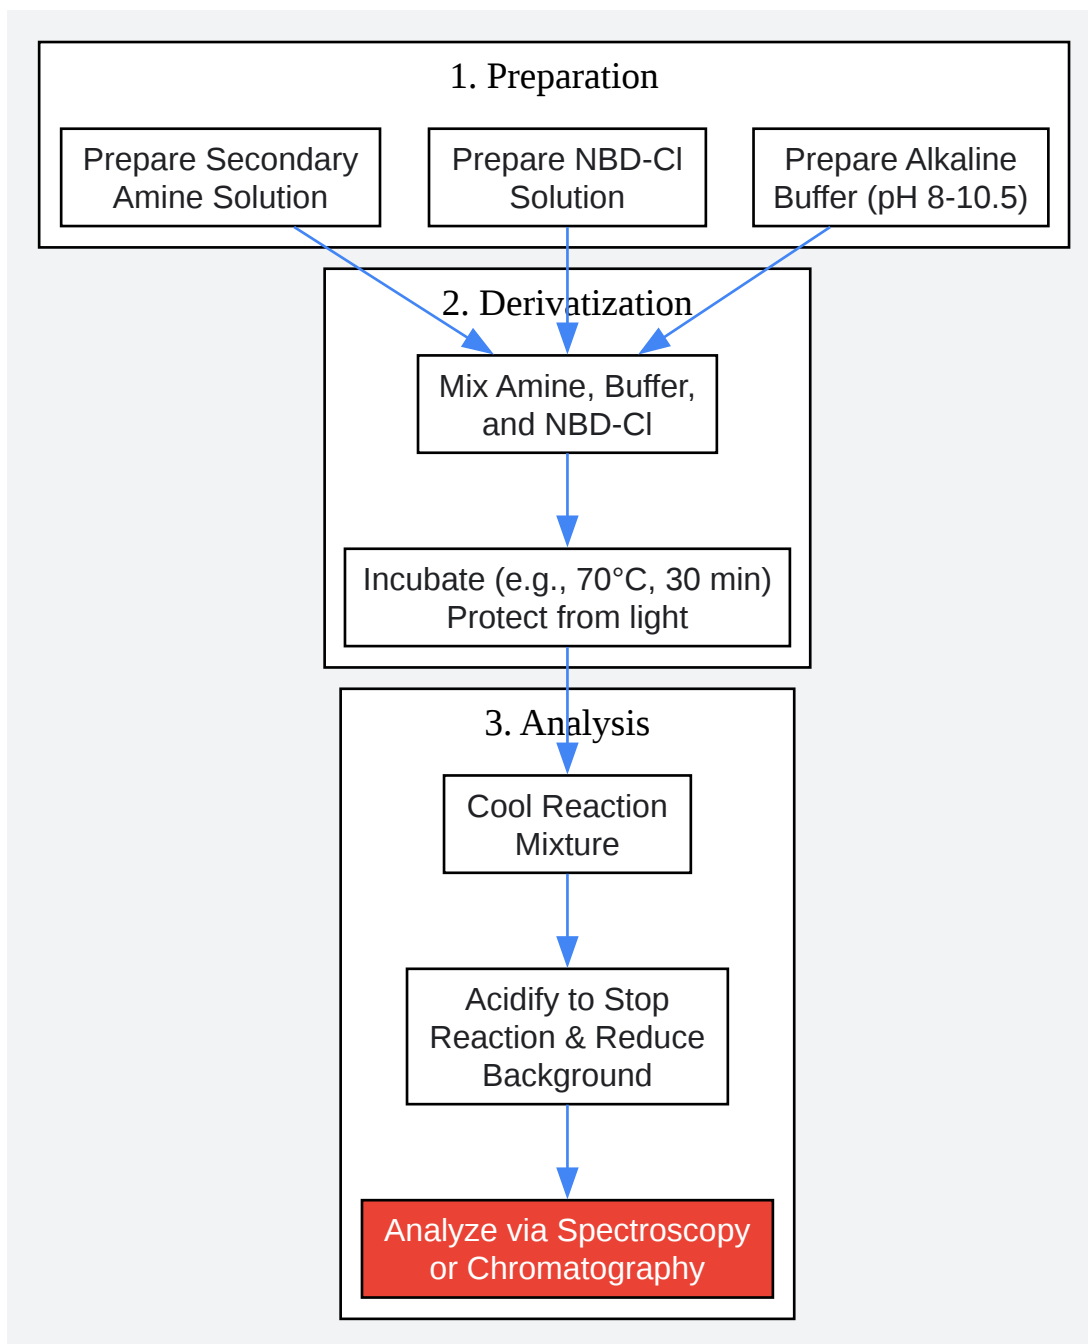 1. Preparation
Prepare Secondary
Amine Solution
Prepare NBD-Cl
Solution
Prepare Alkaline
Buffer (pH 8-10.5)
2. Derivatization
Mix Amine, Buffer,
and NBD-Cl
Incubate (e.g., 70°C, 30 min)
Protect from light
3. Analysis
Cool Reaction
Mixture
Acidify to Stop
Reaction & Reduce
Background
Analyze via Spectroscopy
or Chromatography